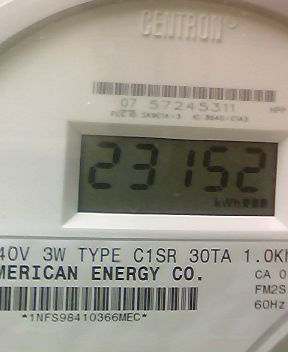 CENTRON®
07 57245311
23152
kWh
40V 3W TYPE C1SR 30TA 1.0K
MERICAN ENERGY CO.
CA 0
FM2S
60Hz
*1NFS98410366MEC*